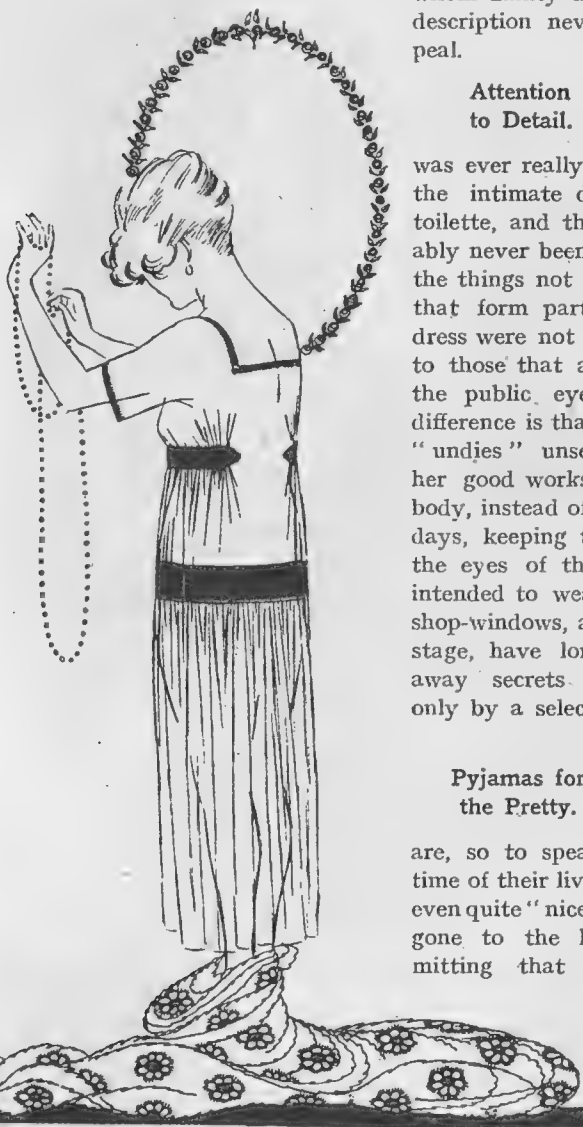 description nev
peal.
Attention
to Detail.
was ever really
the intimate
toilette, and th
ably never been
the things not
that form part
dress were not
to those that a
the public eye
difference is tha
"undies" unse
her good works
body, instead of
days, keeping
the eyes of th
intended to wea
shop-windows, a
stage, have lon
away secrets
only by a selec
Pyjamas for
the Pretty.
are, so to spea
time of their liv
even quite "nice
gone to the
mitting that